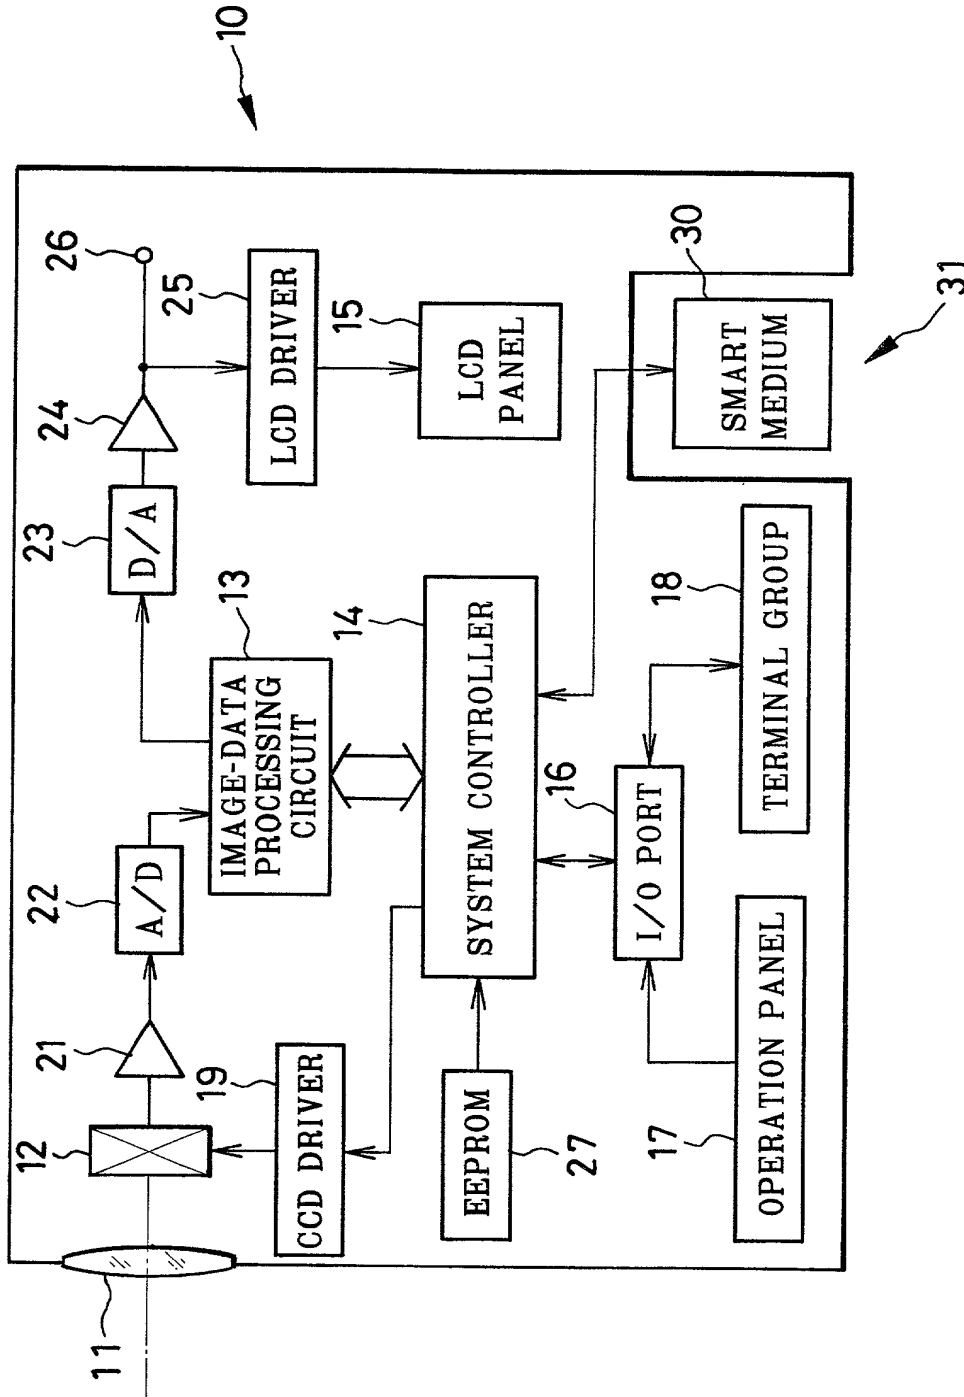 10
26
24
23
D/A
25
LCD DRIVER
15
LCD
PANEL
30
SMART
MEDIUM
31
13
IMAGE-DATA
PROCESSING
CIRCUIT
14
SYSTEM CONTROLLER
22
A/D
21
12
11
19
CCD DRIVER
EEPROM
27
16
I/O PORT
18
TERMINAL GROUP
17
OPERATION PANEL